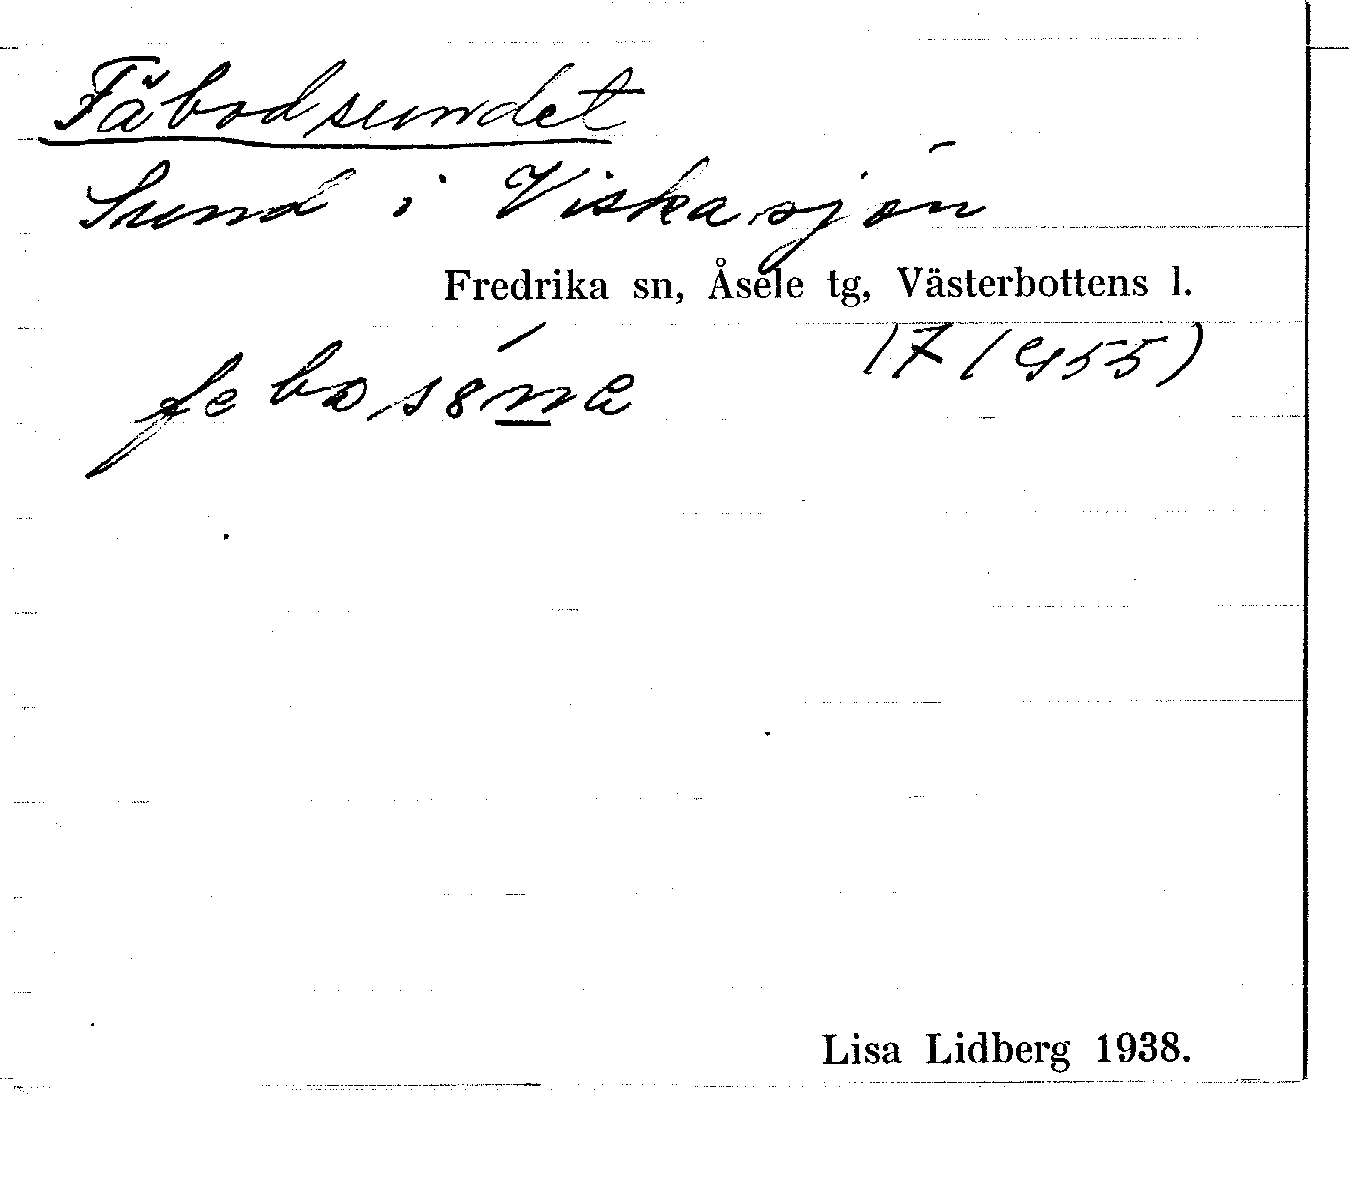 Fäbodsundet
Sund i Viskasjön
Fredrika sn, Åsele tg, Västerbottens l.
17/(955)
Lisa Lidberg 1938.